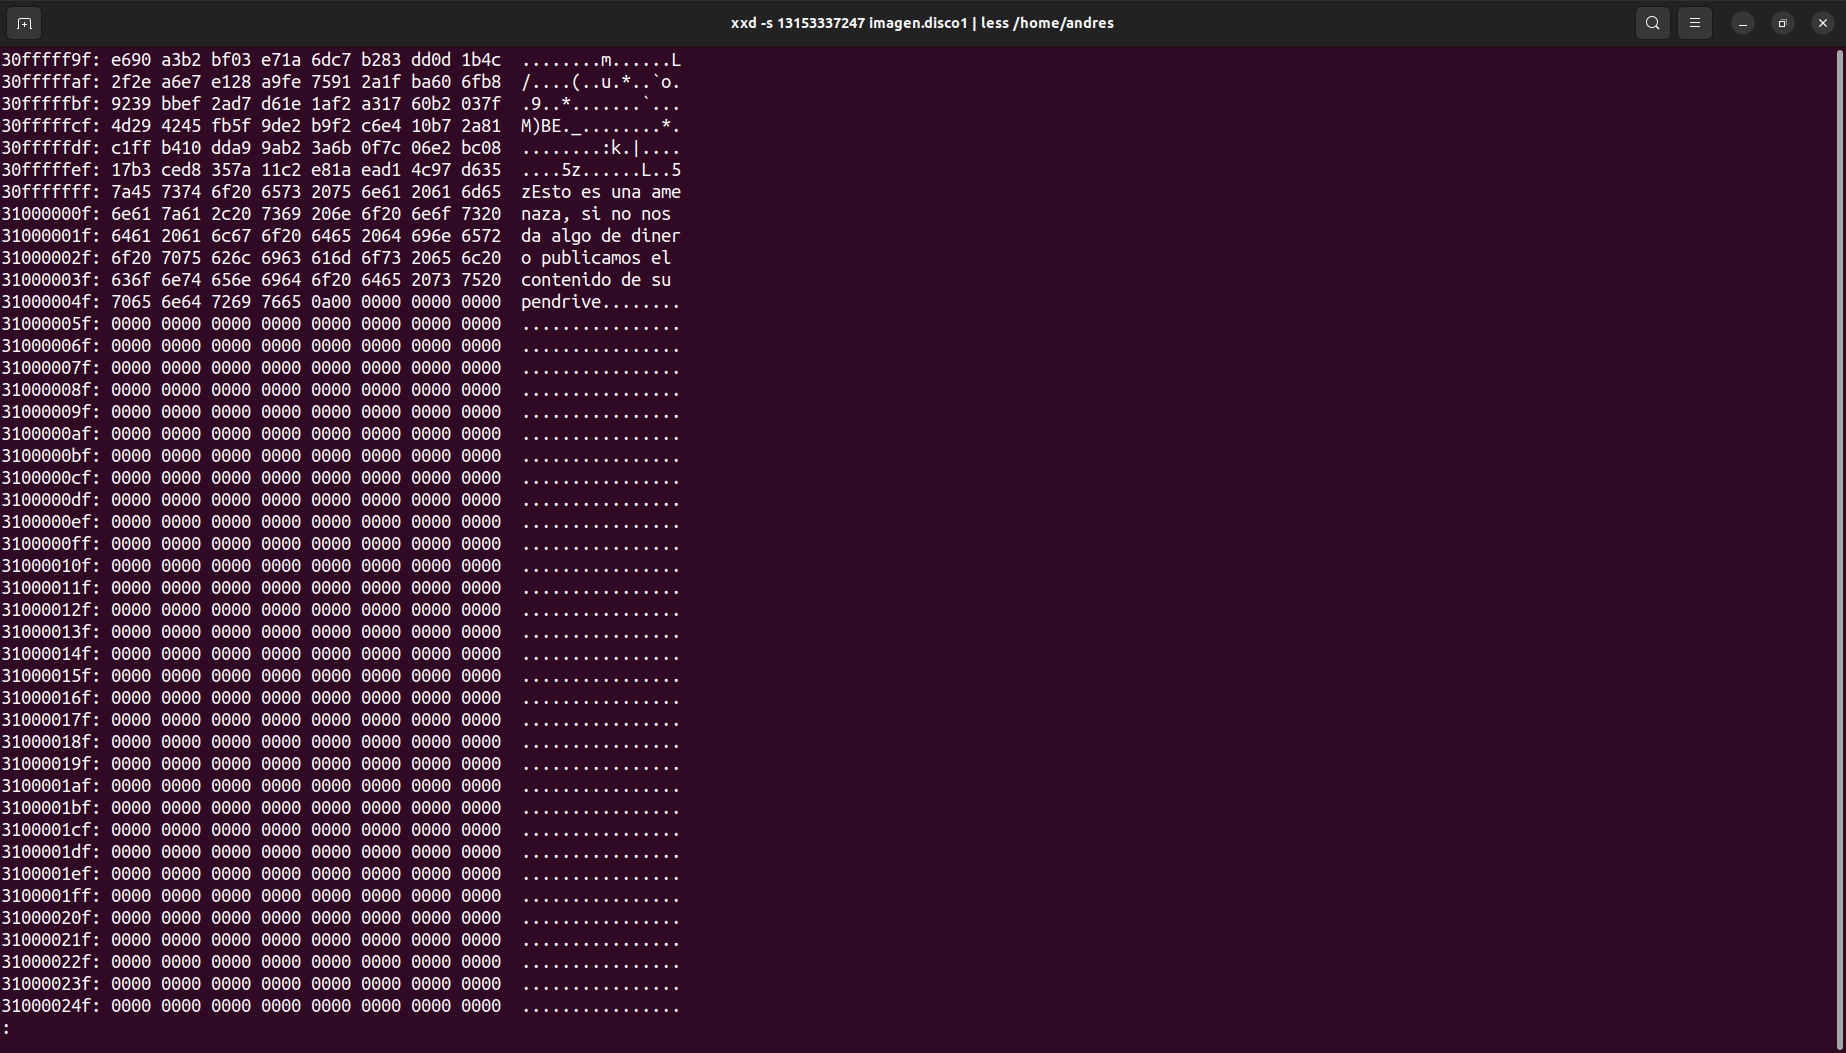 xxd -s 13153337247 imagen.disco1 | less /home/andres
30fffff9f: e690 a3b2 bf03 e71a 6dc7 b283 dd0d 1b4c  ........m......L
30fffffaf: 2f2e a6e7 e128 a9fe 7591 2a1f ba60 6fb8  /....(..u.*..`o.
30fffffbf: 9239 bbef 2ad7 d61e 1af2 a317 60b2 037f  .9..*.......`...
30fffffcf: 4d29 4245 fb5f 9de2 b9f2 c6e4 10b7 2a81  M)BE._........*.
30fffffdf: c1ff b410 dda9 9ab2 3a6b 0f7c 06e2 bc08  ........:k.|....
30fffffef: 17b3 ced8 357a 11c2 e81a ead1 4c97 d635  ....5z......L..5
30fffffff: 7a45 7374 6f20 6573 2075 6e61 2061 6d65  zEsto es una ame
31000000f: 6e61 7a61 2c20 7369 206e 6f20 6e6f 7320  naza, si no nos
31000001f: 6461 2061 6c67 6f20 6465 2064 696e 6572  da algo de diner
31000002f: 6f20 7075 626c 6963 616d 6f73 2065 6c20  o publicamos el
31000003f: 636f 6e74 656e 6964 6f20 6465 2073 7520  contenido de su
31000004f: 7065 6e64 7269 7665 0a00 0000 0000 0000  pendrive........
31000005f: 0000 0000 0000 0000 0000 0000 0000 0000  ................
31000006f: 0000 0000 0000 0000 0000 0000 0000 0000  ................
31000007f: 0000 0000 0000 0000 0000 0000 0000 0000  ................
31000008f: 0000 0000 0000 0000 0000 0000 0000 0000  ................
31000009f: 0000 0000 0000 0000 0000 0000 0000 0000  ................
3100000af: 0000 0000 0000 0000 0000 0000 0000 0000  ................
3100000bf: 0000 0000 0000 0000 0000 0000 0000 0000  ................
3100000cf: 0000 0000 0000 0000 0000 0000 0000 0000  ................
3100000df: 0000 0000 0000 0000 0000 0000 0000 0000  ................
3100000ef: 0000 0000 0000 0000 0000 0000 0000 0000  ................
3100000ff: 0000 0000 0000 0000 0000 0000 0000 0000  ................
31000010f: 0000 0000 0000 0000 0000 0000 0000 0000  ................
31000011f: 0000 0000 0000 0000 0000 0000 0000 0000  ................
31000012f: 0000 0000 0000 0000 0000 0000 0000 0000  ................
31000013f: 0000 0000 0000 0000 0000 0000 0000 0000  ................
31000014f: 0000 0000 0000 0000 0000 0000 0000 0000  ................
31000015f: 0000 0000 0000 0000 0000 0000 0000 0000  ................
31000016f: 0000 0000 0000 0000 0000 0000 0000 0000  ................
31000017f: 0000 0000 0000 0000 0000 0000 0000 0000  ................
31000018f: 0000 0000 0000 0000 0000 0000 0000 0000  ................
31000019f: 0000 0000 0000 0000 0000 0000 0000 0000  ................
3100001af: 0000 0000 0000 0000 0000 0000 0000 0000  ................
3100001bf: 0000 0000 0000 0000 0000 0000 0000 0000  ................
3100001cf: 0000 0000 0000 0000 0000 0000 0000 0000  ................
3100001df: 0000 0000 0000 0000 0000 0000 0000 0000  ................
3100001ef: 0000 0000 0000 0000 0000 0000 0000 0000  ................
3100001ff: 0000 0000 0000 0000 0000 0000 0000 0000  ................
31000020f: 0000 0000 0000 0000 0000 0000 0000 0000  ................
31000021f: 0000 0000 0000 0000 0000 0000 0000 0000  ................
31000022f: 0000 0000 0000 0000 0000 0000 0000 0000  ................
31000023f: 0000 0000 0000 0000 0000 0000 0000 0000  ................
31000024f: 0000 0000 0000 0000 0000 0000 0000 0000  ................
: